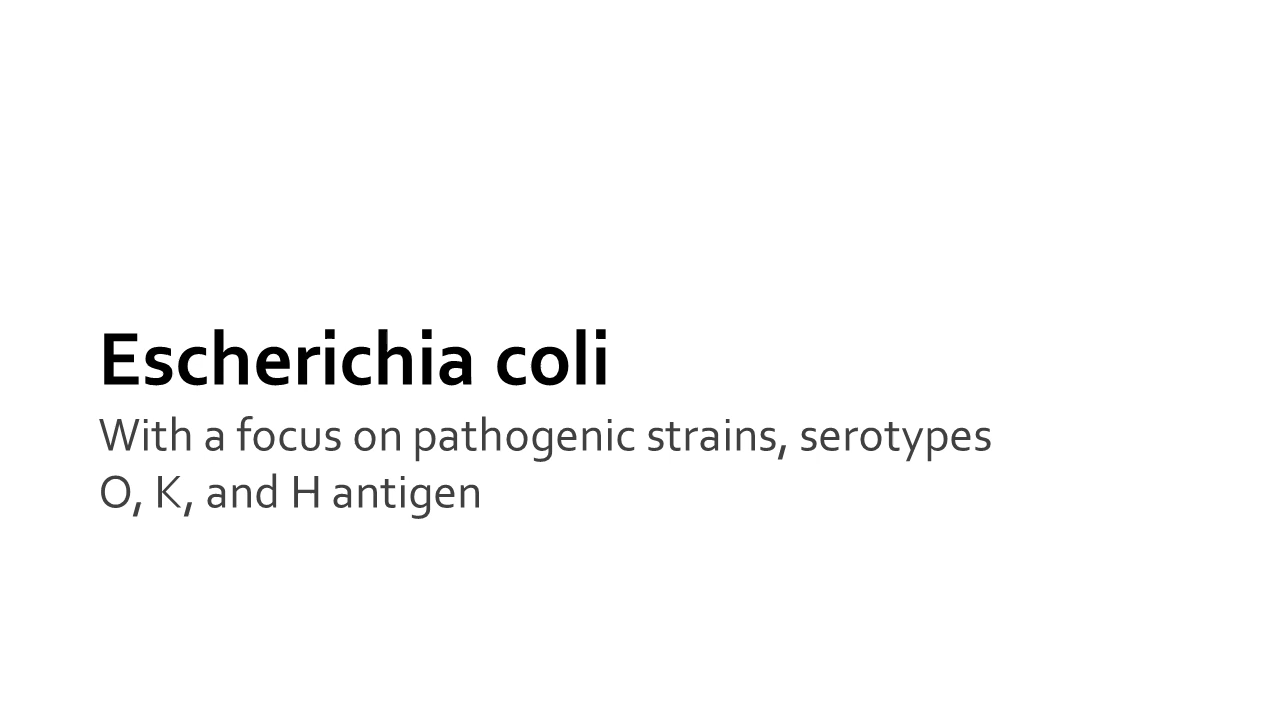 Escherichia coli
With a focus on pathogenic strains, serotypes
O, K, and H antigen